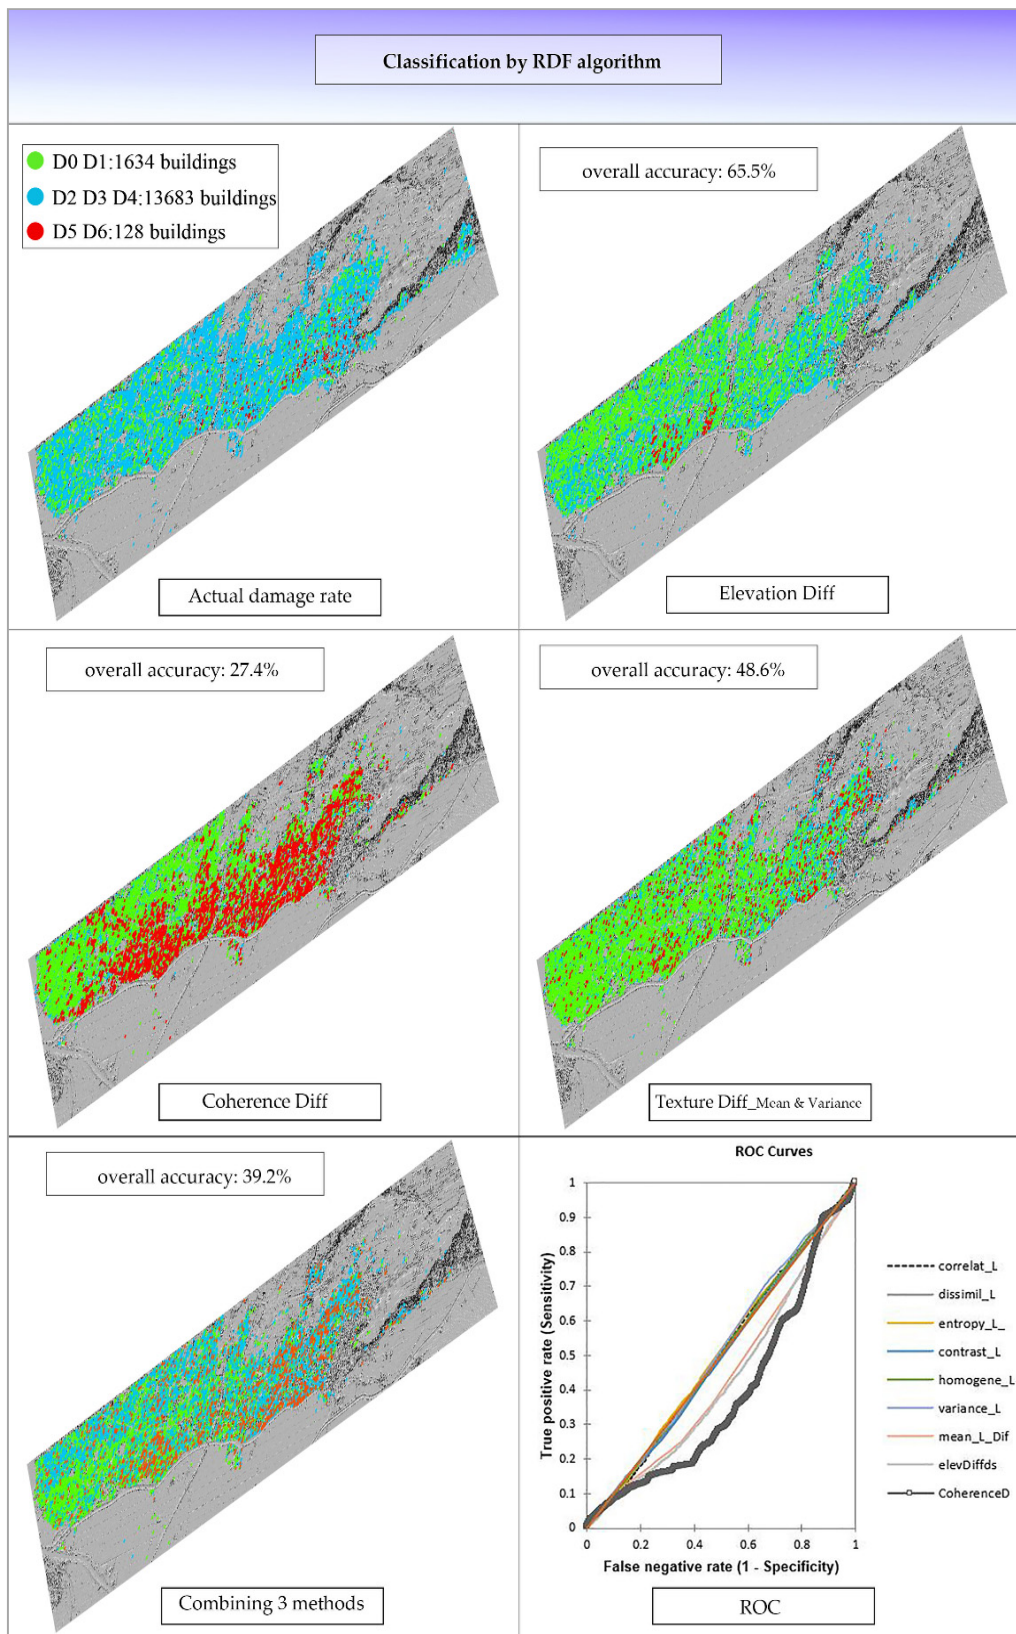 Classification by RDF algorithm
D0 D1:1634 buildings
D2 D3 D4:13683 buildings
D5 D6:128 buildings
Actual damage rate
overall accuracy: 65.5%
Elevation Diff
overall accuracy: 27.4%
Coherence Diff
overall accuracy: 48.6%
Texture Diff_Mean & Variance
overall accuracy: 39.2%
Combining 3 methods
ROC Curves
True positive rate (Sensitivity)
1
0.9
0.8
0.7
0.6
0.5
0.4
0.3
0.2
0.1
0
0 0.2 0.4 0.6 0.8 1
False negative rate (1 - Specificity)
correlat_L
dissimil_L
entropy_L_
contrast_L
homogene_L
variance_L
mean_L_Dif
elevDiffds
CoherenceD
ROC